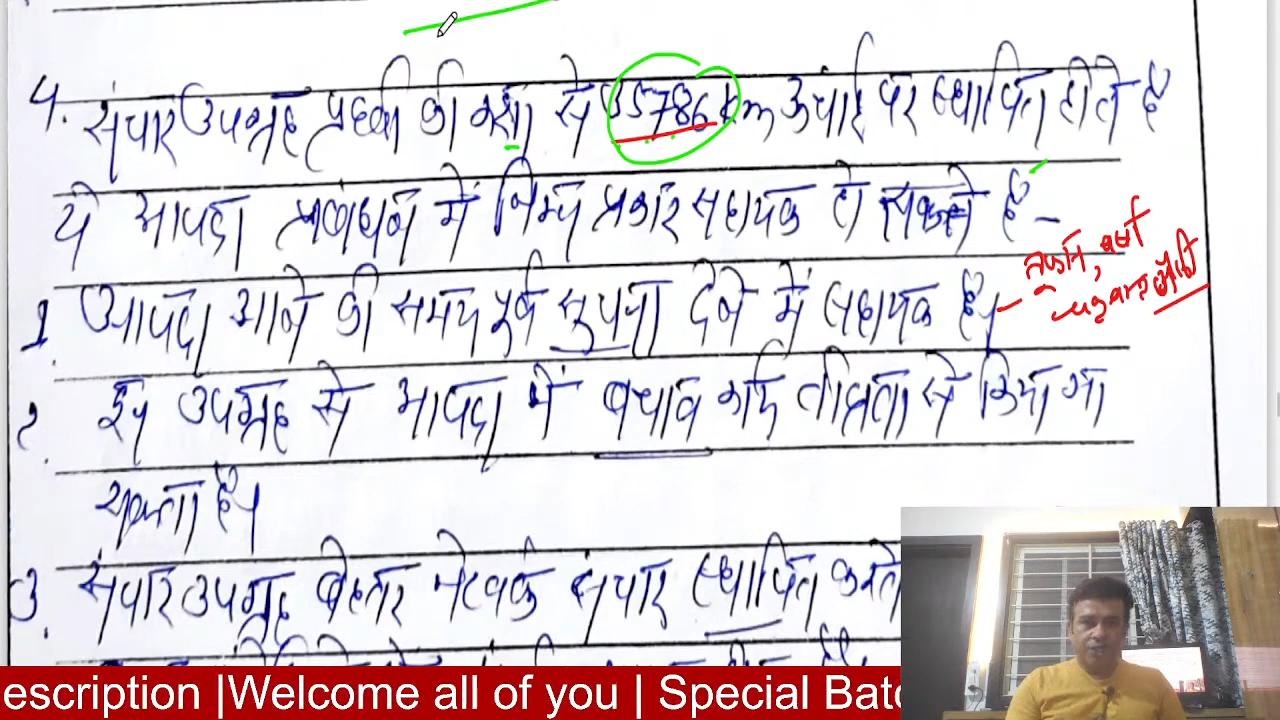 4. संचार उपग्रह पृथ्वी की कक्षा से 35786 km ऊचाई पर स्थापित होते है
ये आपदा प्रबंधन में निम्न प्रकार सहायक हो सकते हैं -
1. आपदा आने की समय पूर्व सूचना देने में सहायक है। - तूफान, वर्षा
2. इस उपग्रह से आपदा में बचाव कार्य तीव्रता से किया जा
सकता है।
3. संचार उपग्रह बेहतर नेटवर्क संचार स्थापित करते
escription |Welcome all of you | Special Batc